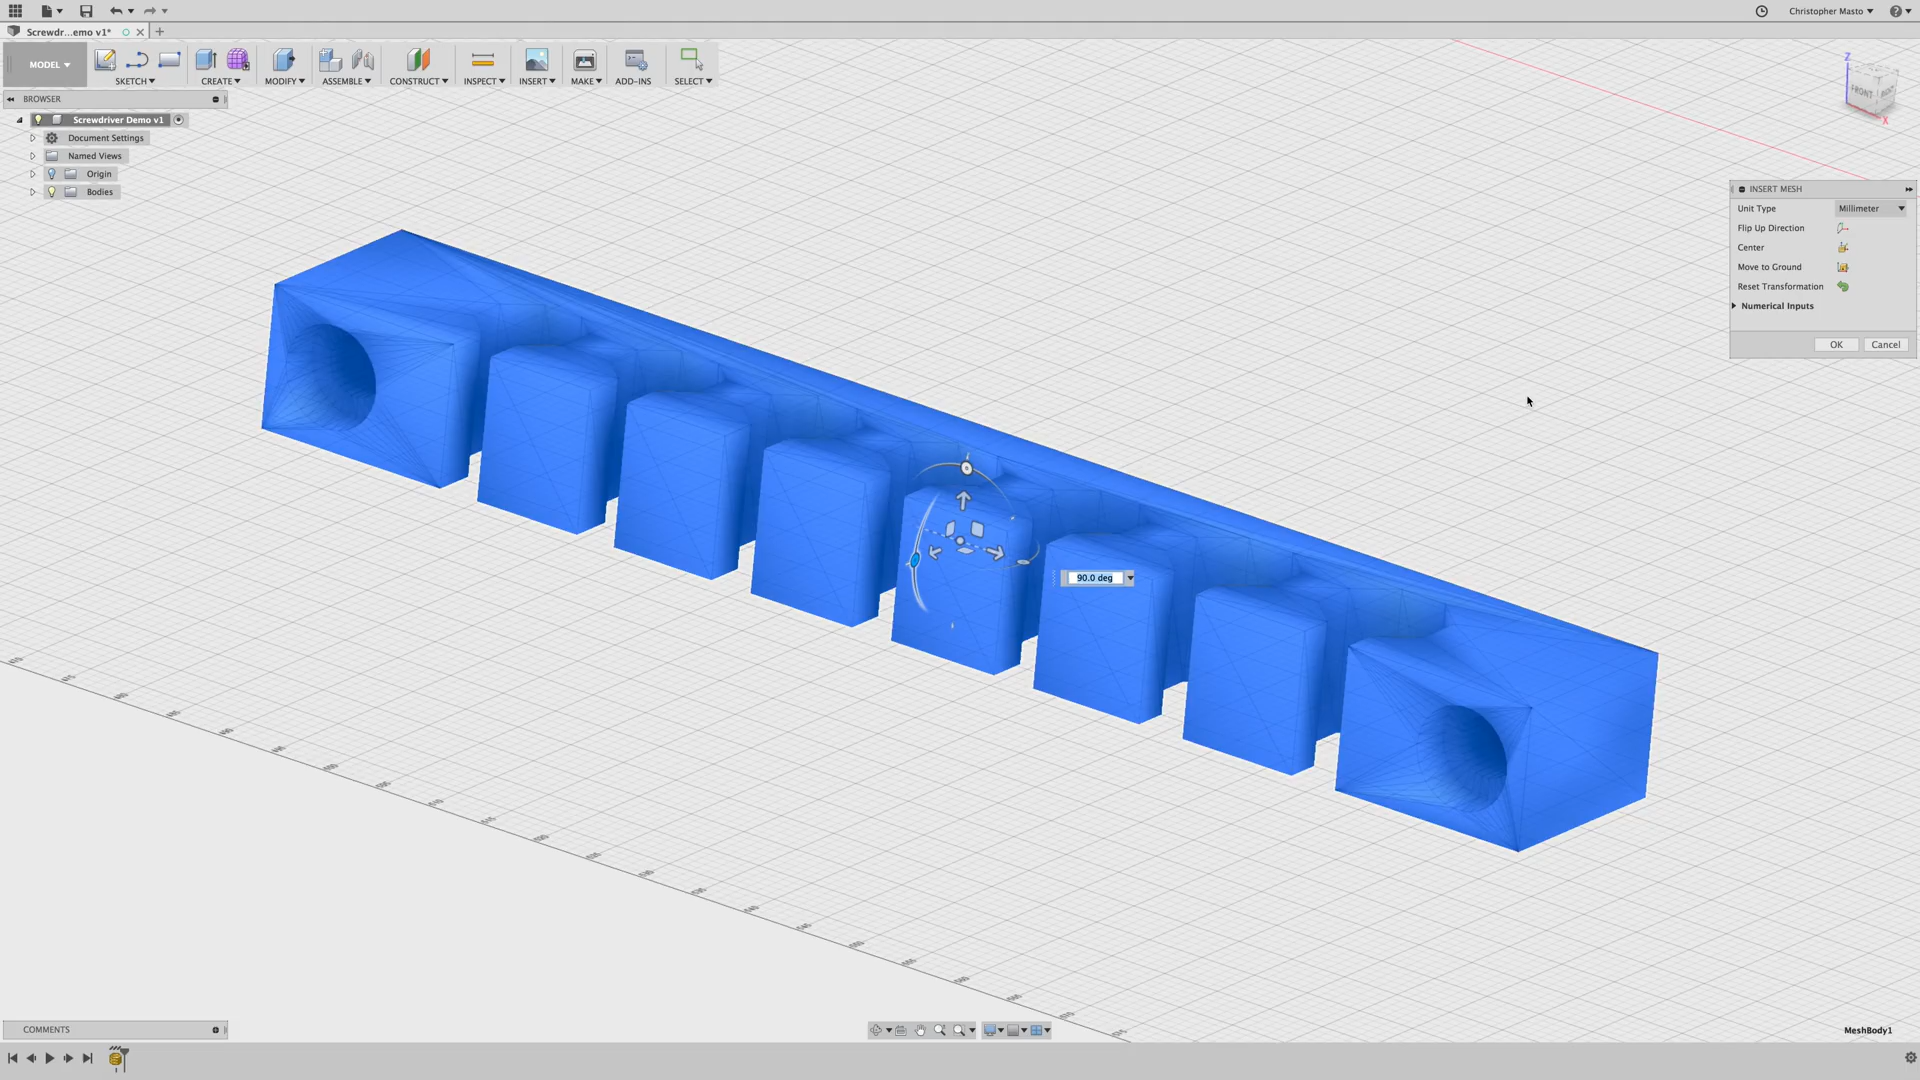 Christopher Masto
Screwdr...emo v1*
MODEL
SKETCH
CREATE
MODIFY
ASSEMBLE
CONSTRUCT
INSPECT
INSERT
MAKE
ADD-INS
SELECT
BROWSER
Screwdriver Demo v1
Document Settings
Named Views
Origin
Bodies
Z
FRONT
X
INSERT MESH
Unit Type
Millimeter
Flip Up Direction
Center
Move to Ground
Reset Transformation
Numerical Inputs
OK
Cancel
90.0 deg
COMMENTS
MeshBody1